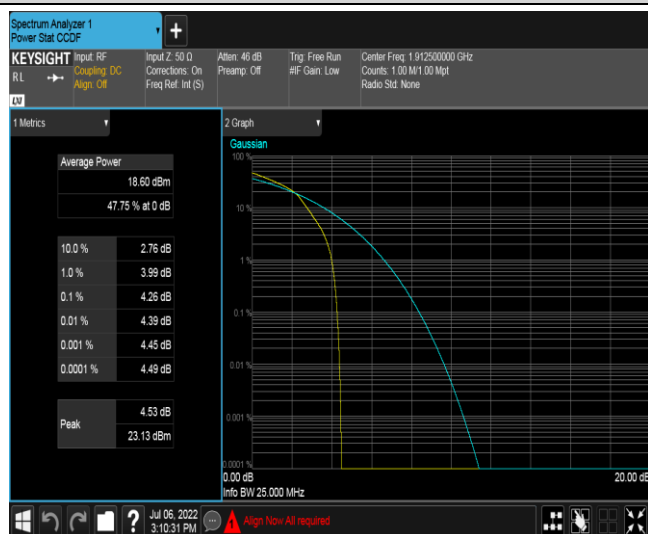 Spectrum Analyzer 1
Power Stat CCDF
+
KEYSIGHT
RL
LXI
Input: RF
Coupling: DC
Align: Off
Input Z: 50 Ω
Corrections: On
Freq Ref: Int (S)
Atten: 46 dB
Preamp: Off
Trig: Free Run
#IF Gain: Low
Center Freq: 1.912500000 GHz
Counts: 1.00 M/1.00 Mpt
Radio Std: None
1 Metrics
Average Power
18.60 dBm
47.75 % at 0 dB
10.0 % 2.76 dB
1.0 % 3.99 dB
0.1 % 4.26 dB
0.01 % 4.39 dB
0.001 % 4.45 dB
0.0001 % 4.49 dB
Peak
4.53 dB
23.13 dBm
2 Graph
Gaussian
100 %
10 %
1 %
0.1 %
0.01 %
0.001 %
0.0001 %
0.00 dB
20.00 dB
Info BW 25.000 MHz
?
Jul 06, 2022
3:10:31 PM
Align Now All required